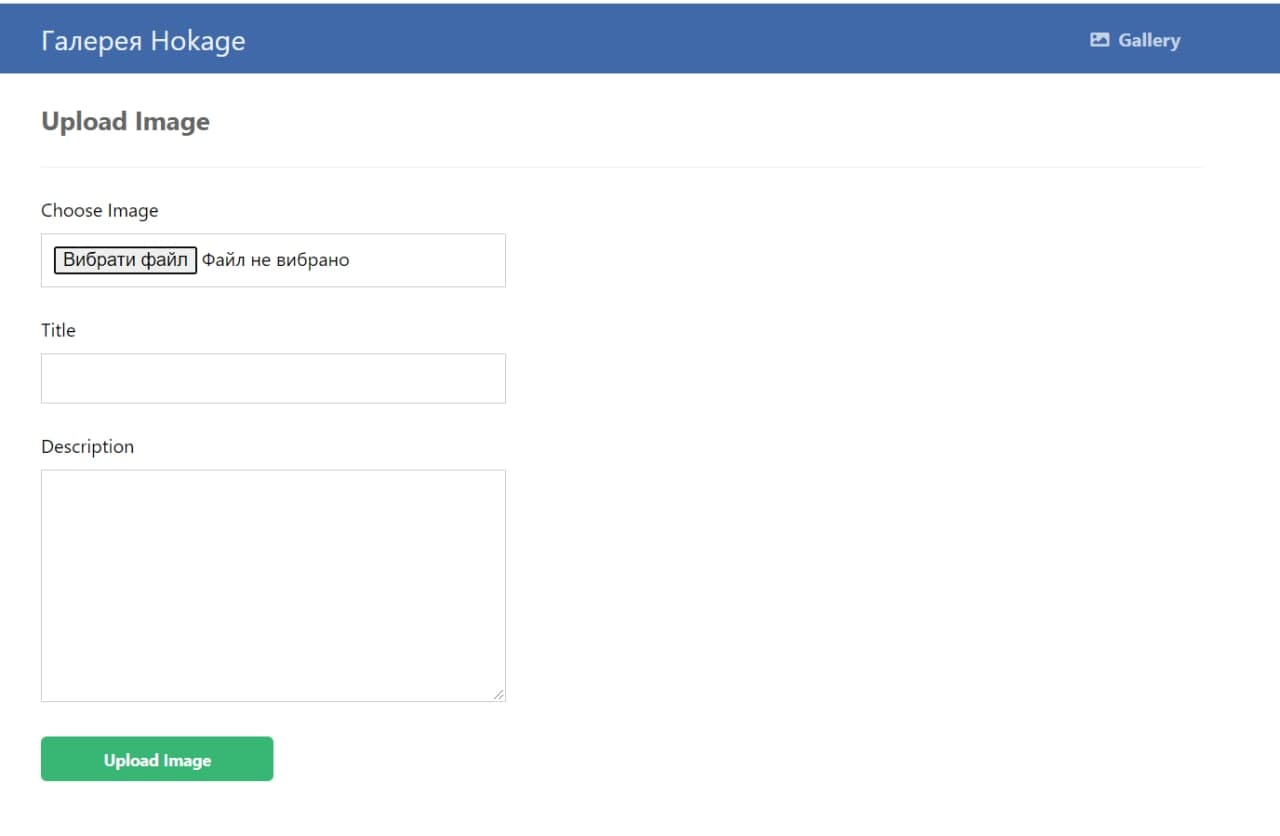 Галерея Hokage
Gallery
Upload Image
Choose Image
Вибрати файл Файл не вибрано
Title
Description
Upload Image